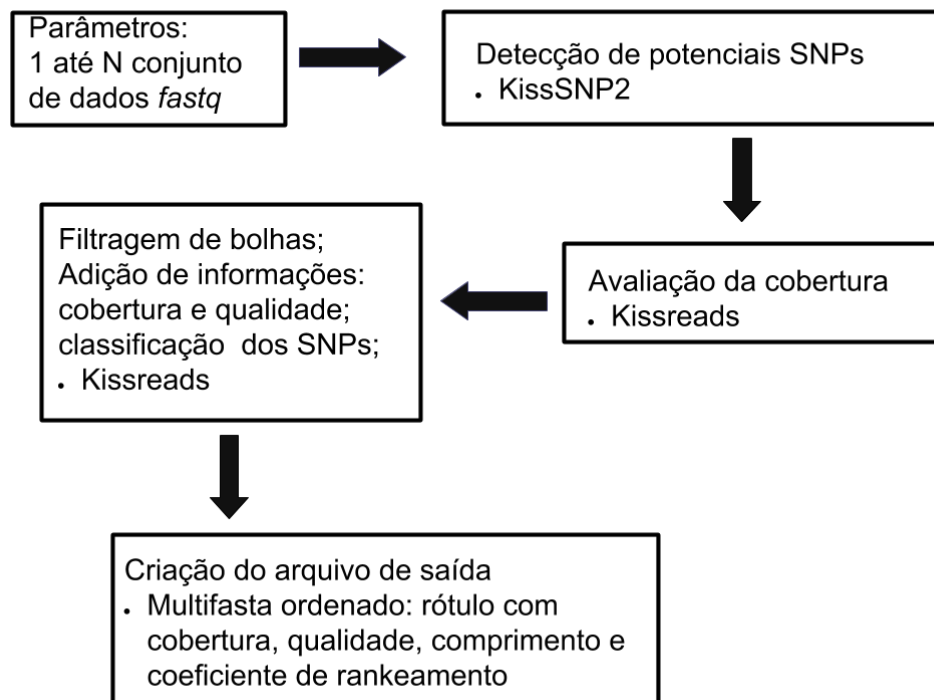 Parâmetros:
1 até N conjunto
de dados fastq
Detecção de potenciais SNPs
• KissSNP2
Avaliação da cobertura
• Kissreads
Filtragem de bolhas;
Adição de informações:
cobertura e qualidade;
classificação dos SNPs;
• Kissreads
Criação do arquivo de saída
• Multifasta ordenado: rótulo com
cobertura, qualidade, comprimento e
coeficiente de rankeamento